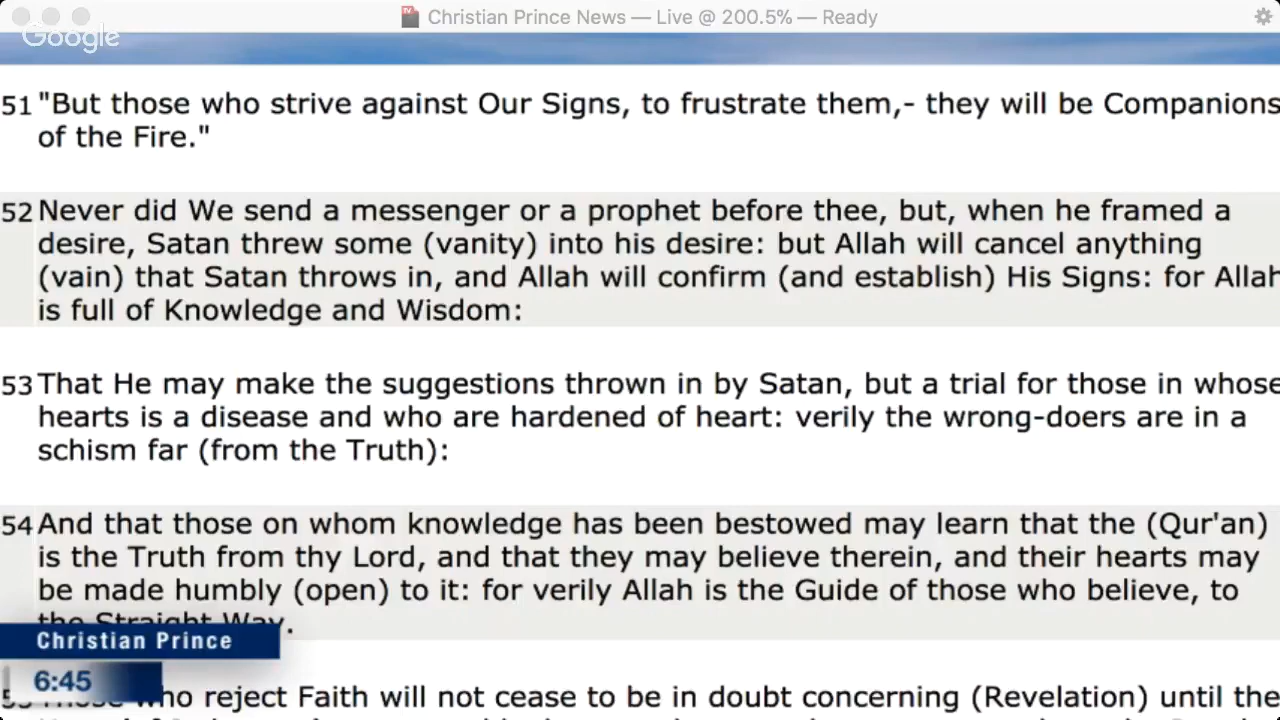 Christian Prince News — Live @ 200.5% — Ready
Google
51 "But those who strive against Our Signs, to frustrate them,- they will be Companions
of the Fire."
52 Never did We send a messenger or a prophet before thee, but, when he framed a
desire, Satan threw some (vanity) into his desire: but Allah will cancel anything
(vain) that Satan throws in, and Allah will confirm (and establish) His Signs: for Allah
is full of Knowledge and Wisdom:
53 That He may make the suggestions thrown in by Satan, but a trial for those in whose
hearts is a disease and who are hardened of heart: verily the wrong-doers are in a
schism far (from the Truth):
54 And that those on whom knowledge has been bestowed may learn that the (Qur'an)
is the Truth from thy Lord, and that they may believe therein, and their hearts may
be made humbly (open) to it: for verily Allah is the Guide of those who believe, to
the Straight Way.
Christian Prince
6:45
who reject Faith will not cease to be in doubt concerning (Revelation) until the